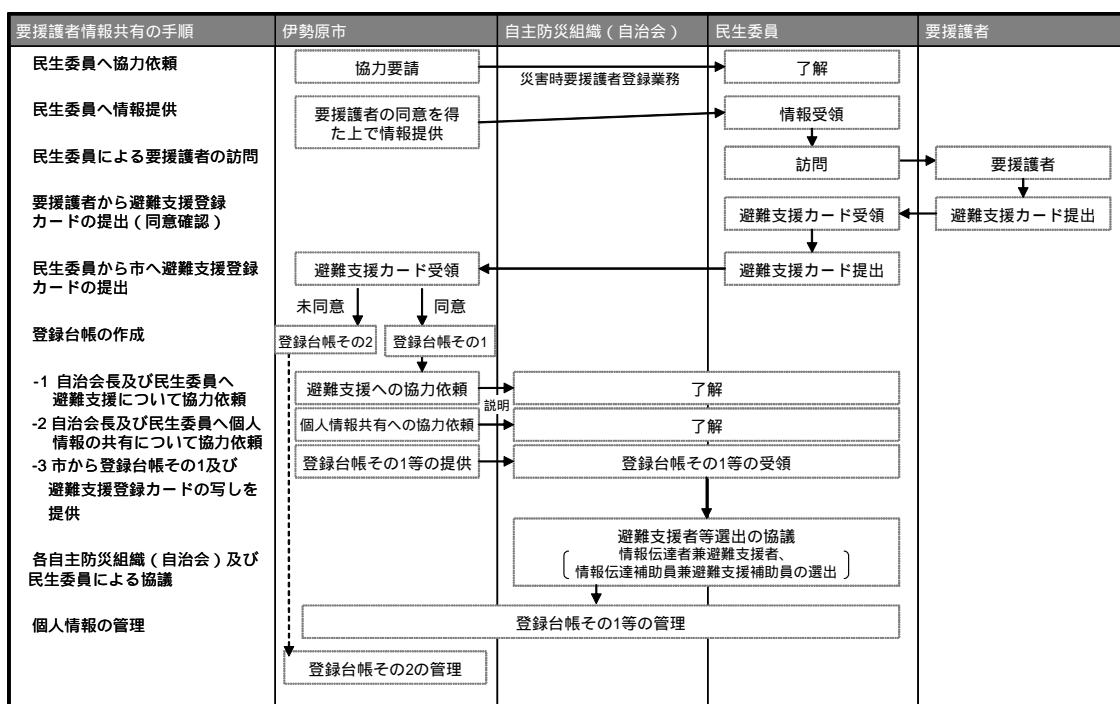 要援護者情報共有の手順
伊勢原市
自主防災組織(自治会)
民生委員
要援護者
民生委員へ協力依頼
協力要請
災害時要援護者登録業務
了解
民生委員へ情報提供
要援護者の同意を得
た上で情報提供
情報受領
民生委員による要援護者の訪問
訪問
要援護者
要援護者から避難支援登録
カードの提出(同意確認)
避難支援カード受領
避難支援カード提出
民生委員から市へ避難支援登録
カードの提出
避難支援カード受領
避難支援カード提出
未同意
同意
登録台帳の作成
登録台帳その2
登録台帳その1
-1 自治会長及び民生委員へ
避難支援について協力依頼
避難支援への協力依頼
説明
了解
-2 自治会長及び民生委員へ個人
情報の共有について協力依頼
個人情報共有への協力依頼
了解
-3 市から登録台帳その1及び
避難支援登録カードの写しを
提供
登録台帳その1等の提供
登録台帳その1等の受領
各自主防災組織(自治会)及び
民生委員による協議
避難支援者等選出の協議
情報伝達者兼避難支援者、
情報伝達補助員兼避難支援補助員の選出
個人情報の管理
登録台帳その1等の管理
登録台帳その2の管理